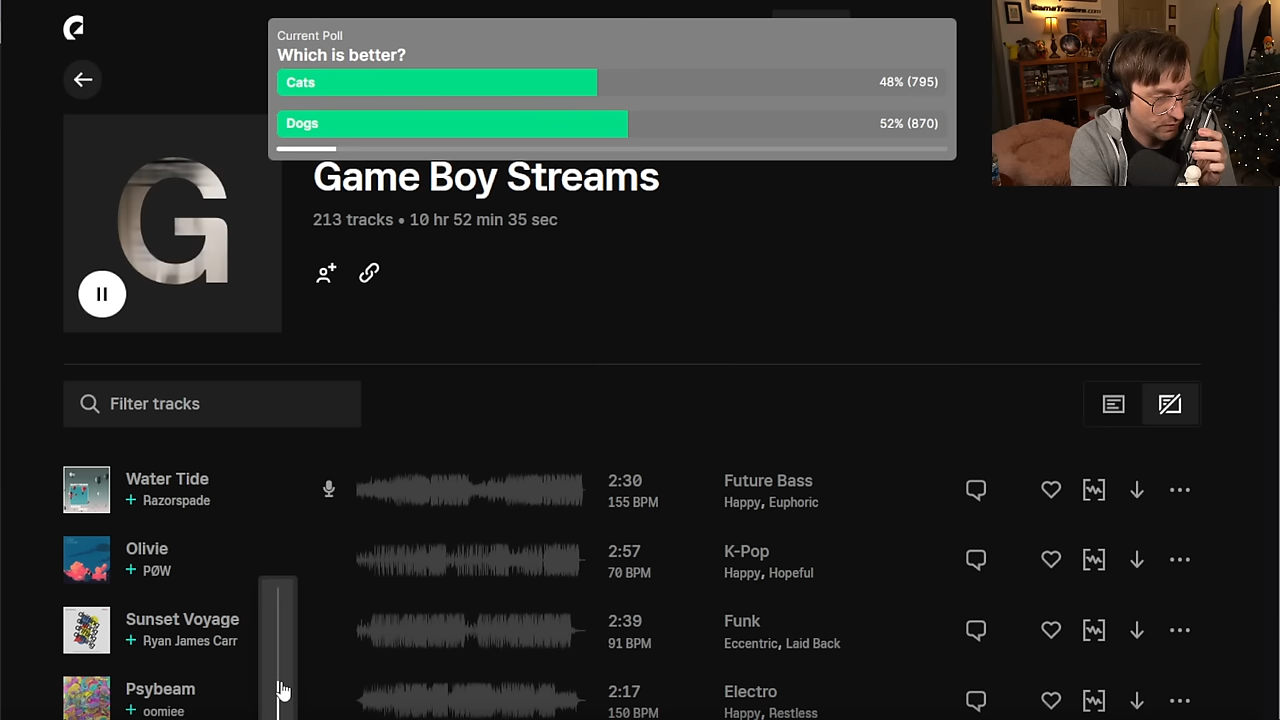 Current Poll
Which is better?
Cats 48% (795)
Dogs 52% (870)
GameTraders.com
Game Boy Streams
213 tracks • 10 hr 52 min 35 sec
Filter tracks
Water Tide 2:30 Future Bass
+ Razorspade 155 BPM Happy, Euphoric
Olivie 2:57 K-Pop
+ PØW 70 BPM Happy, Hopeful
Sunset Voyage 2:39 Funk
+ Ryan James Carr 91 BPM Eccentric, Laid Back
Psybeam 2:17 Electro
+ oomiee 150 BPM Happy, Restless